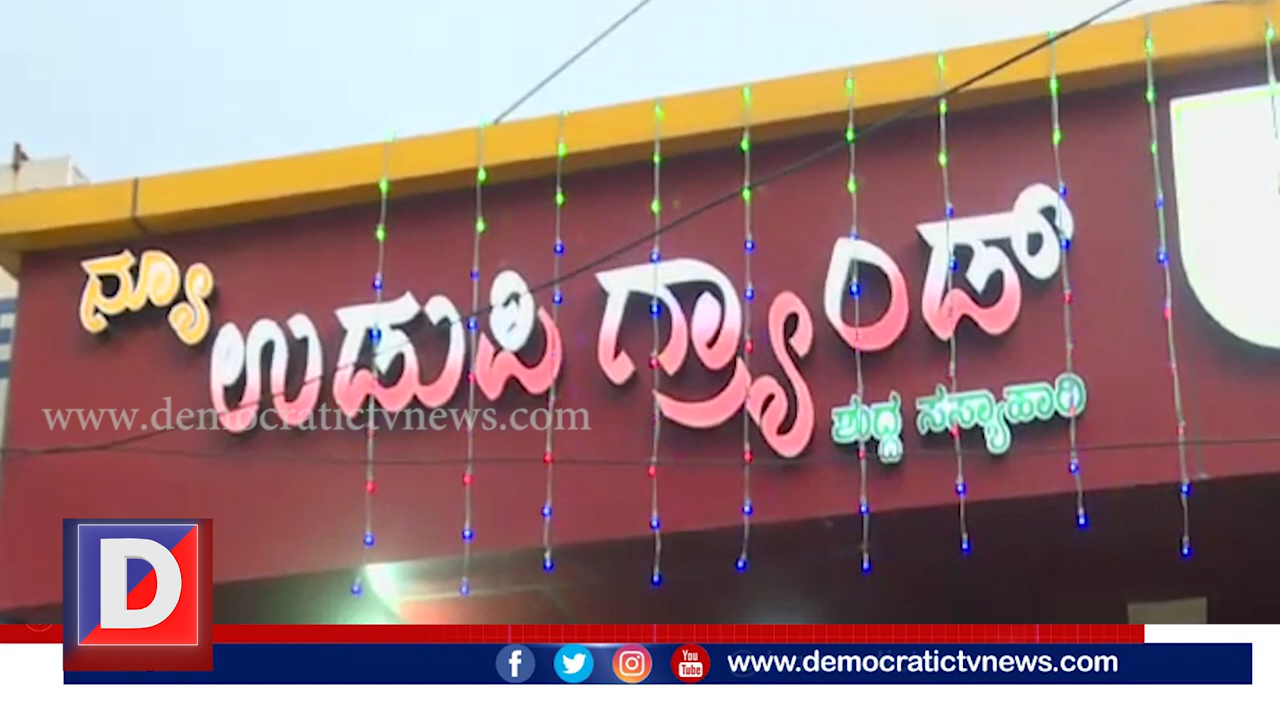 ನ್ಯೂ
ಉಡುಪಿ ಗ್ರ್ಯಾಂಡ್
ಶುದ್ಧ ಸಸ್ಯಾಹಾರಿ
www.democratictvnews.com
D
www.democratictvnews.com